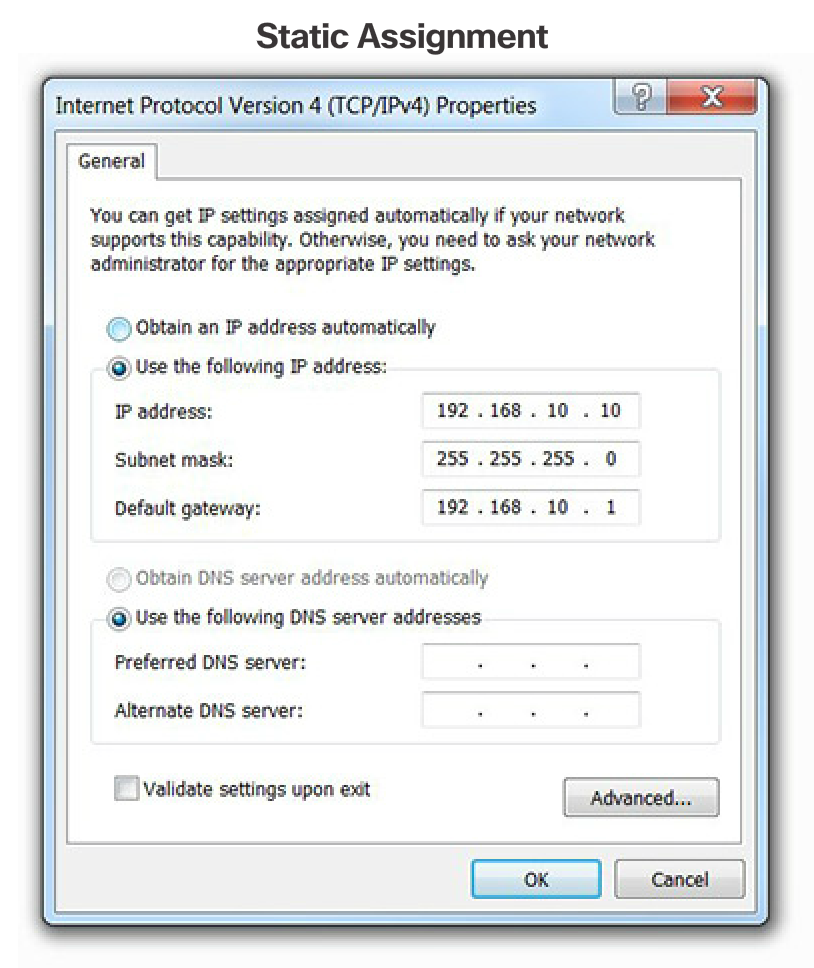 Static Assignment
Internet Protocol Version 4 (TCP/IPv4) Properties
General
You can get IP settings assigned automatically if your network
supports this capability. Otherwise, you need to ask your network
administrator for the appropriate IP settings.
Obtain an IP address automatically
Use the following IP address:
IP address: 192 . 168 . 10 . 10
Subnet mask: 255 . 255 . 255 . 0
Default gateway: 192 . 168 . 10 . 1
Obtain DNS server address automatically
Use the following DNS server addresses
Preferred DNS server: . . .
Alternate DNS server: . . .
Validate settings upon exit
Advanced...
OK Cancel